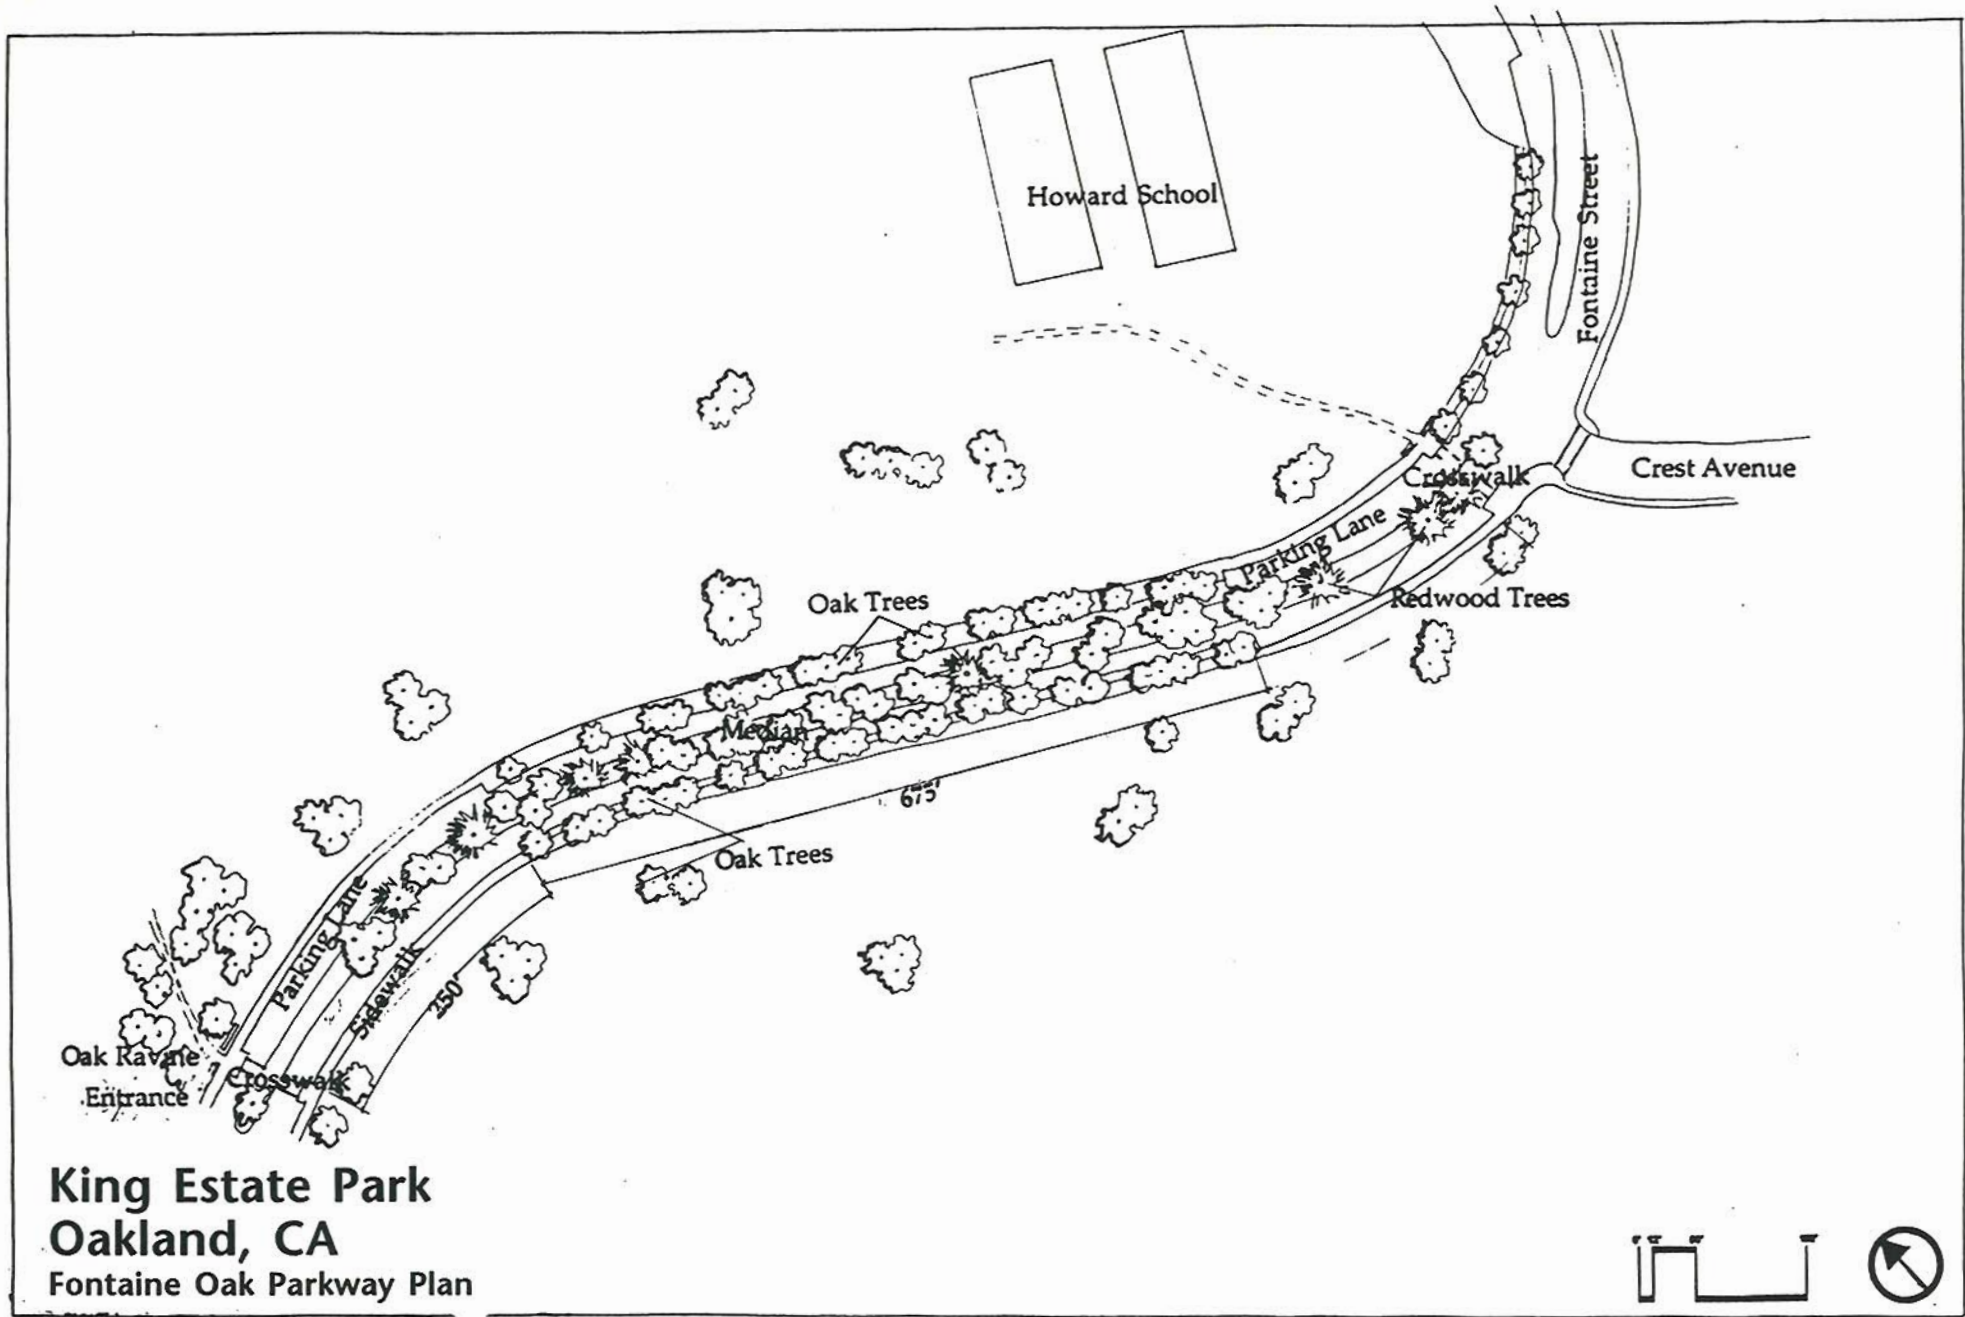 Howard School
Fontaine Street
Crest Avenue
Crosswalk
Parking Lane
Redwood Trees
Oak Trees
Median
675'
Oak Trees
Parking Lane
Sidewalk
250'
Oak Ravine
Entrance
Crosswalk
King Estate Park
Oakland, CA
Fontaine Oak Parkway Plan